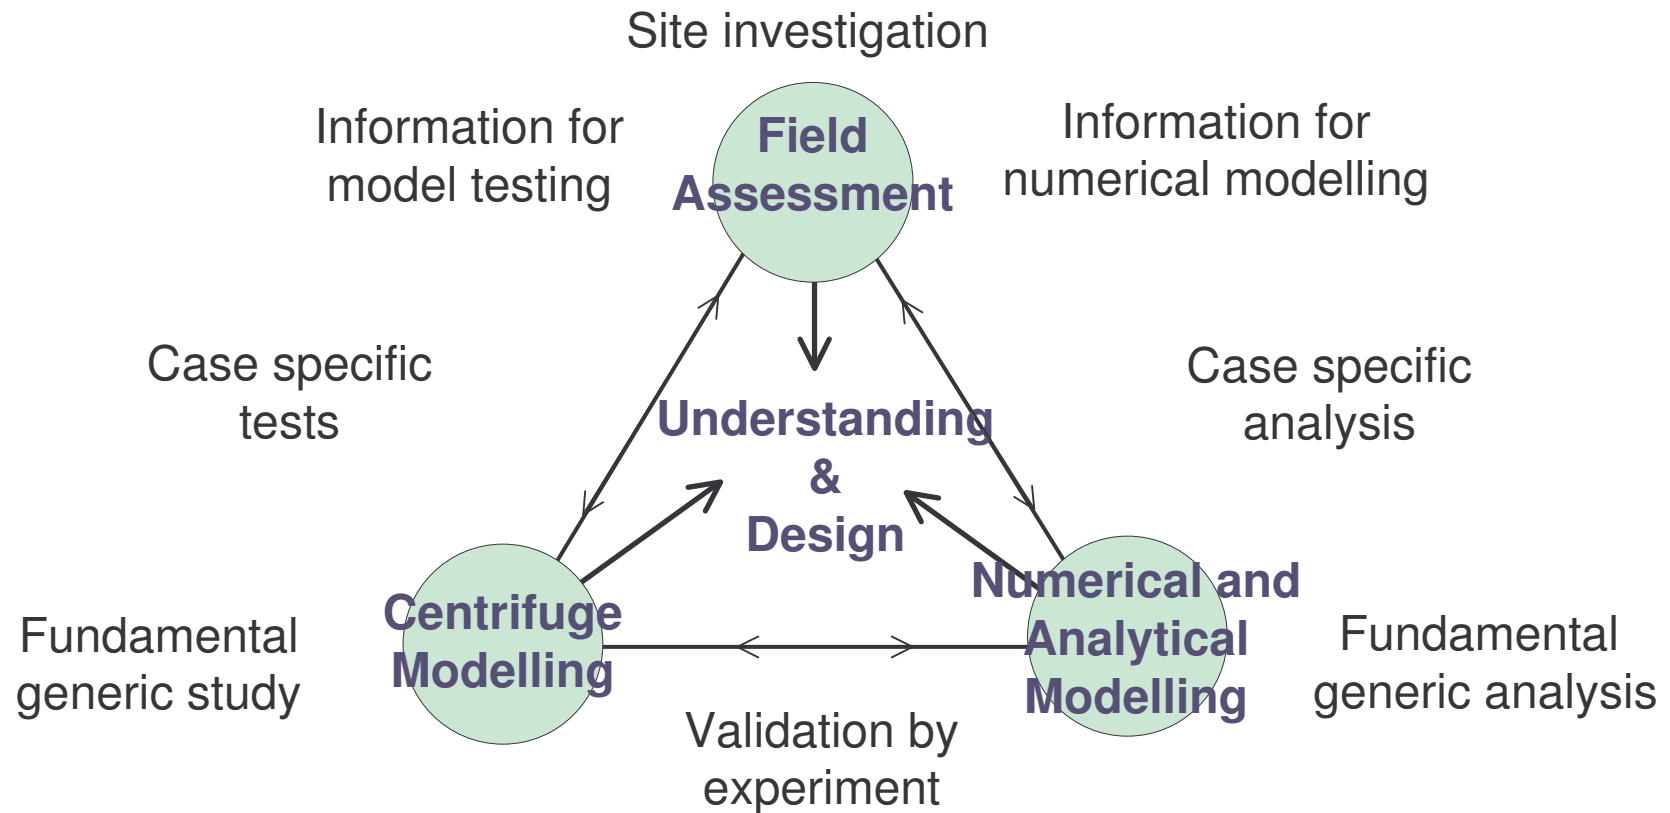 Site investigation
Information for
model testing
Field
Assessment
Information for
numerical modelling
Case specific
tests
Understanding
&
Design
Case specific
analysis
Fundamental
generic study
Centrifuge
Modelling
Numerical and
Analytical
Modelling
Fundamental
generic analysis
Validation by
experiment